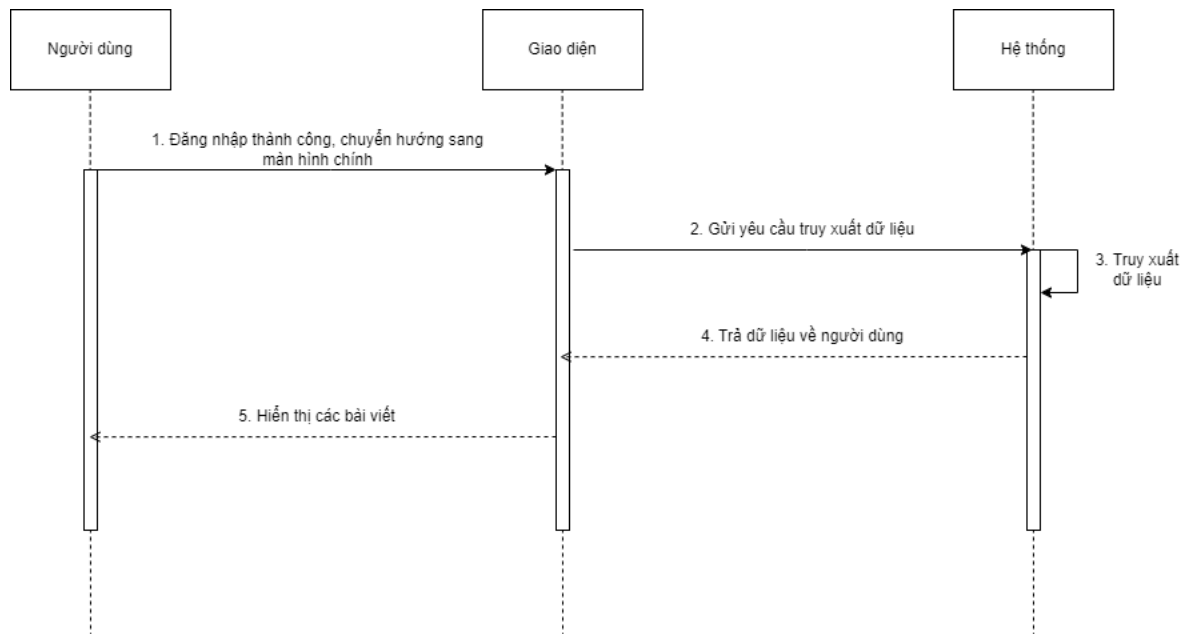 Người dùng
Giao diện
Hệ thống
1. Đăng nhập thành công, chuyển hướng sang
màn hình chính
2. Gửi yêu cầu truy xuất dữ liệu
3. Truy xuất
dữ liệu
4. Trả dữ liệu về người dùng
5. Hiển thị các bài viết